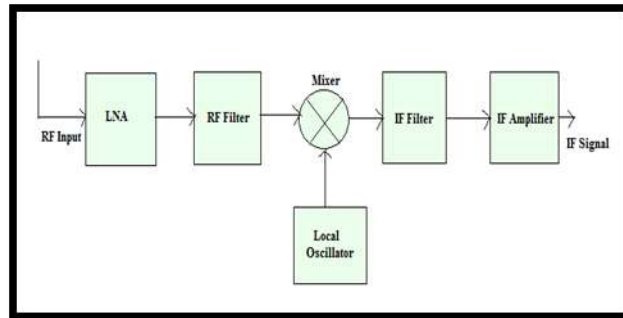 Mixer
LNA
RF Filter
IF Filter
IF Amplifier
RF Input
IF Signal
Local
Oscillator